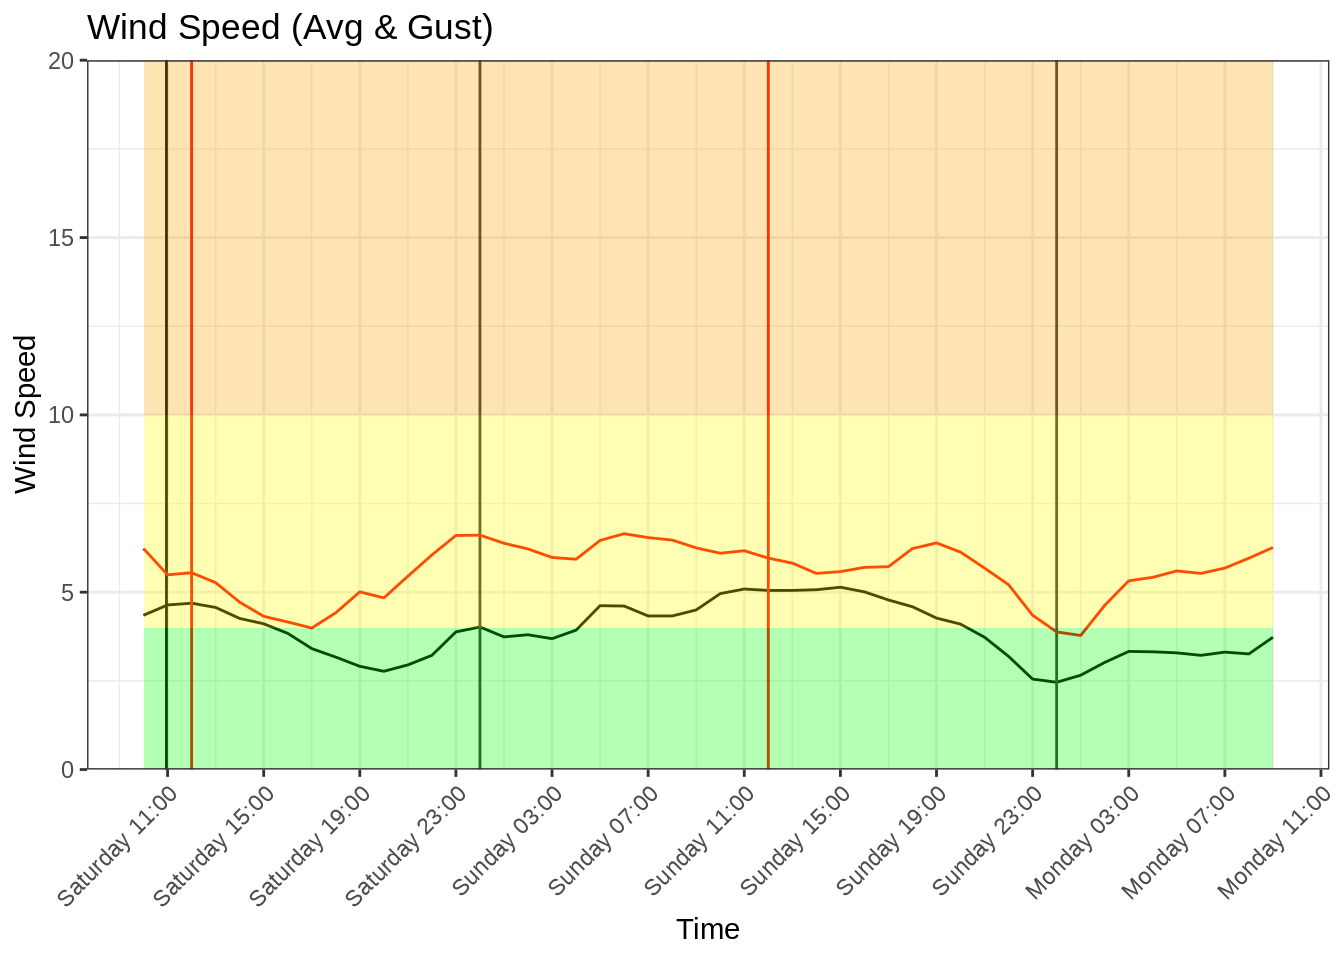 Wind Speed (Avg & Gust)
20
15
10
5
0
Wind Speed
Saturday 11:00
Saturday 15:00
Saturday 19:00
Saturday 23:00
Sunday 03:00
Sunday 07:00
Sunday 11:00
Sunday 15:00
Sunday 19:00
Sunday 23:00
Monday 03:00
Monday 07:00
Monday 11:00
Time